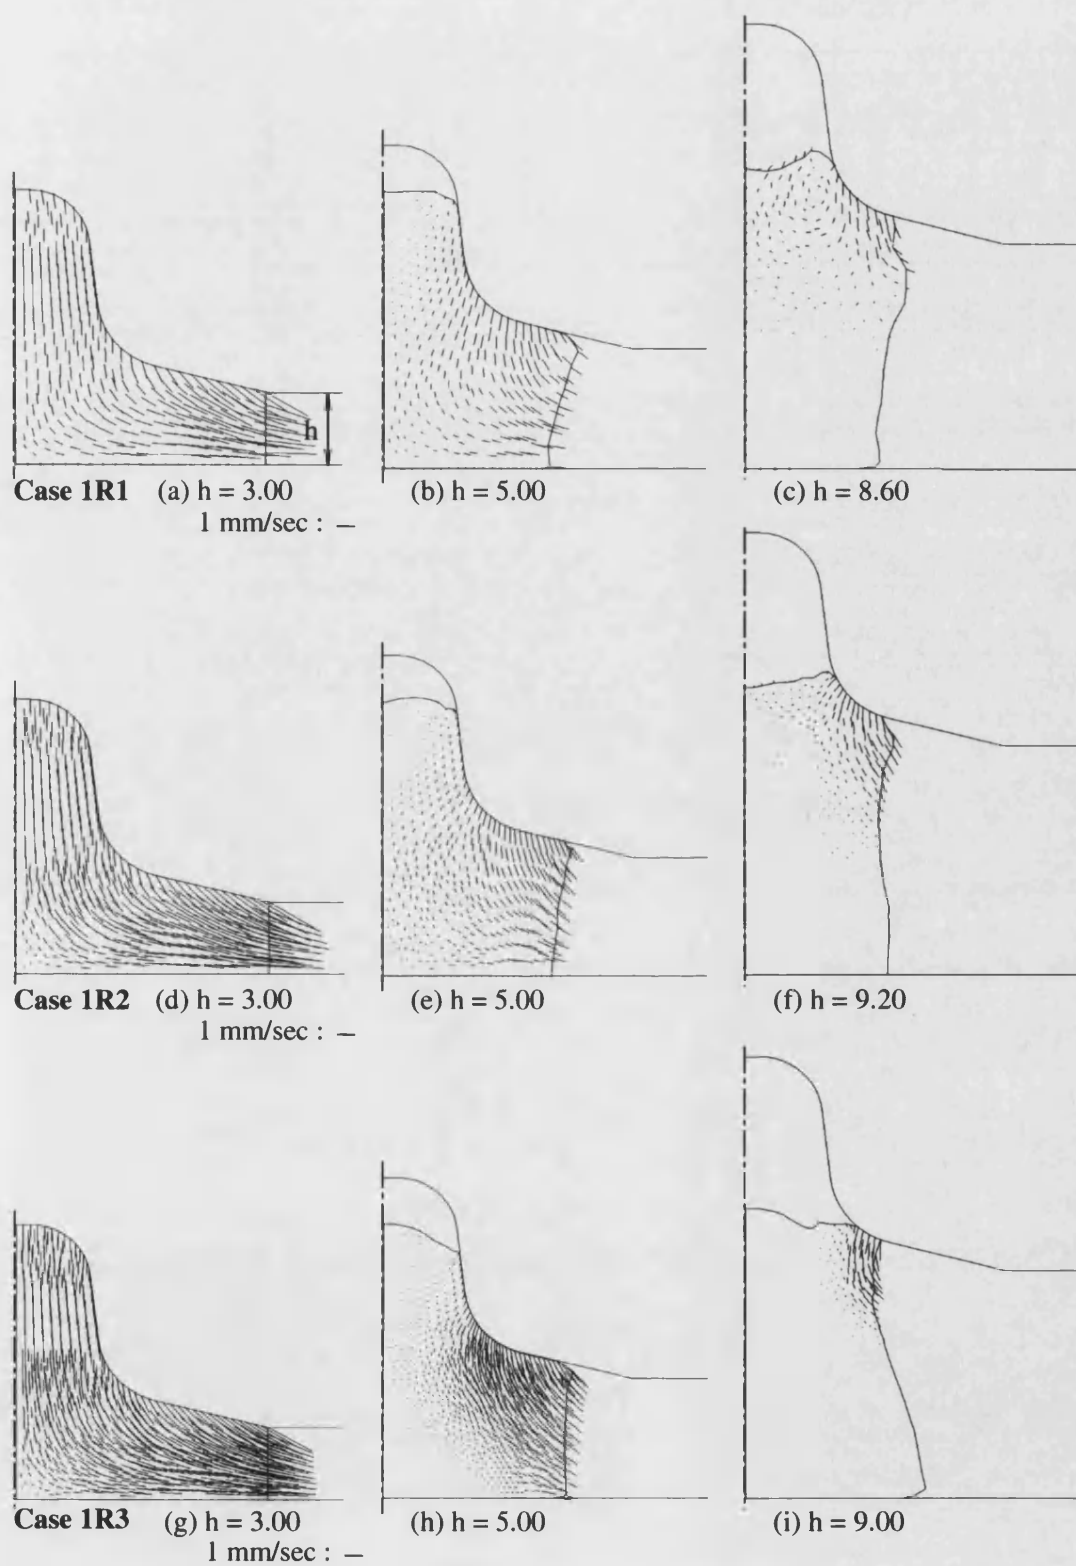 h
Case 1R1 (a) h = 3.00 (b) h = 5.00 (c) h = 8.60
1 mm/sec : —
Case 1R2 (d) h = 3.00 (e) h = 5.00 (f) h = 9.20
1 mm/sec : —
Case 1R3 (g) h = 3.00 (h) h = 5.00 (i) h = 9.00
1 mm/sec : —